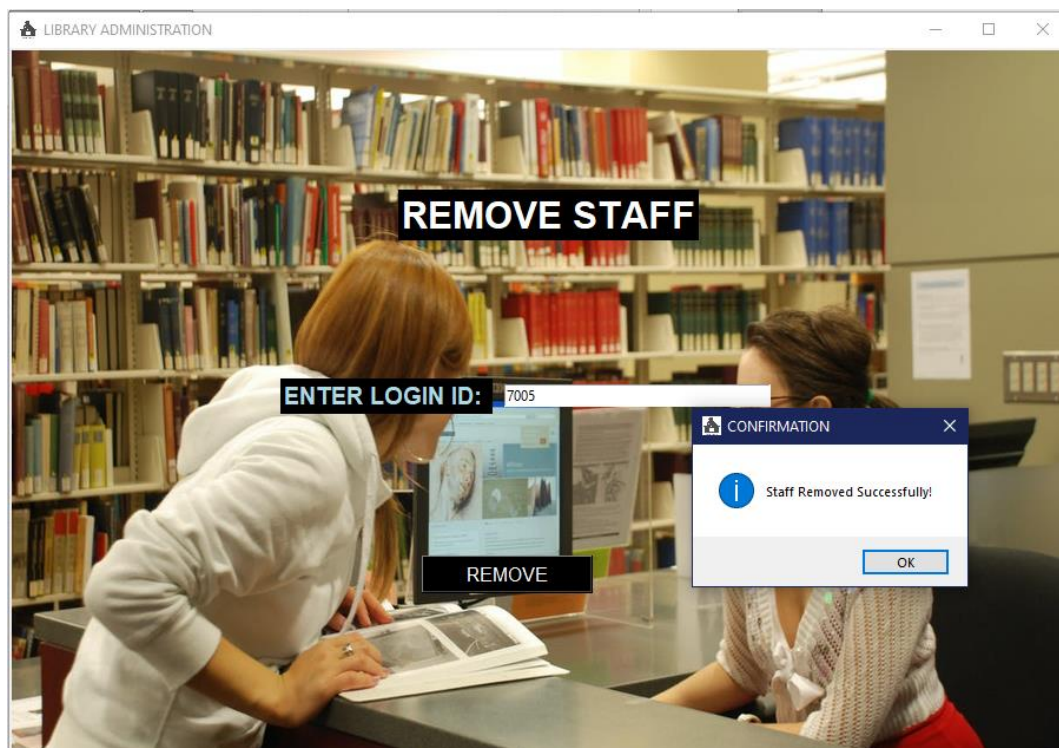 LIBRARY ADMINISTRATION
REMOVE STAFF
ENTER LOGIN ID: 7005
CONFIRMATION
Staff Removed Successfully!
OK
REMOVE